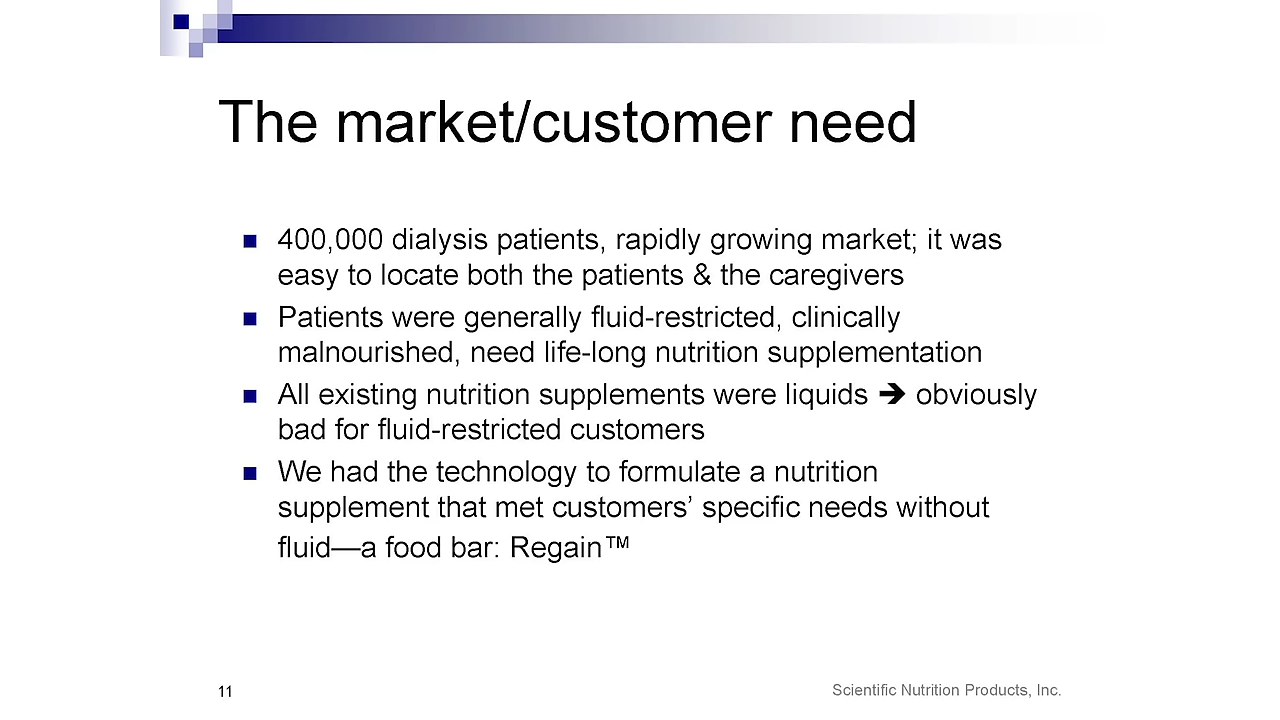 The market/customer need
400,000 dialysis patients, rapidly growing market; it was
easy to locate both the patients & the caregivers
Patients were generally fluid-restricted, clinically
malnourished, need life-long nutrition supplementation
All existing nutrition supplements were liquids ➔ obviously
bad for fluid-restricted customers
We had the technology to formulate a nutrition
supplement that met customers’ specific needs without
fluid—a food bar: Regain™
11
Scientific Nutrition Products, Inc.